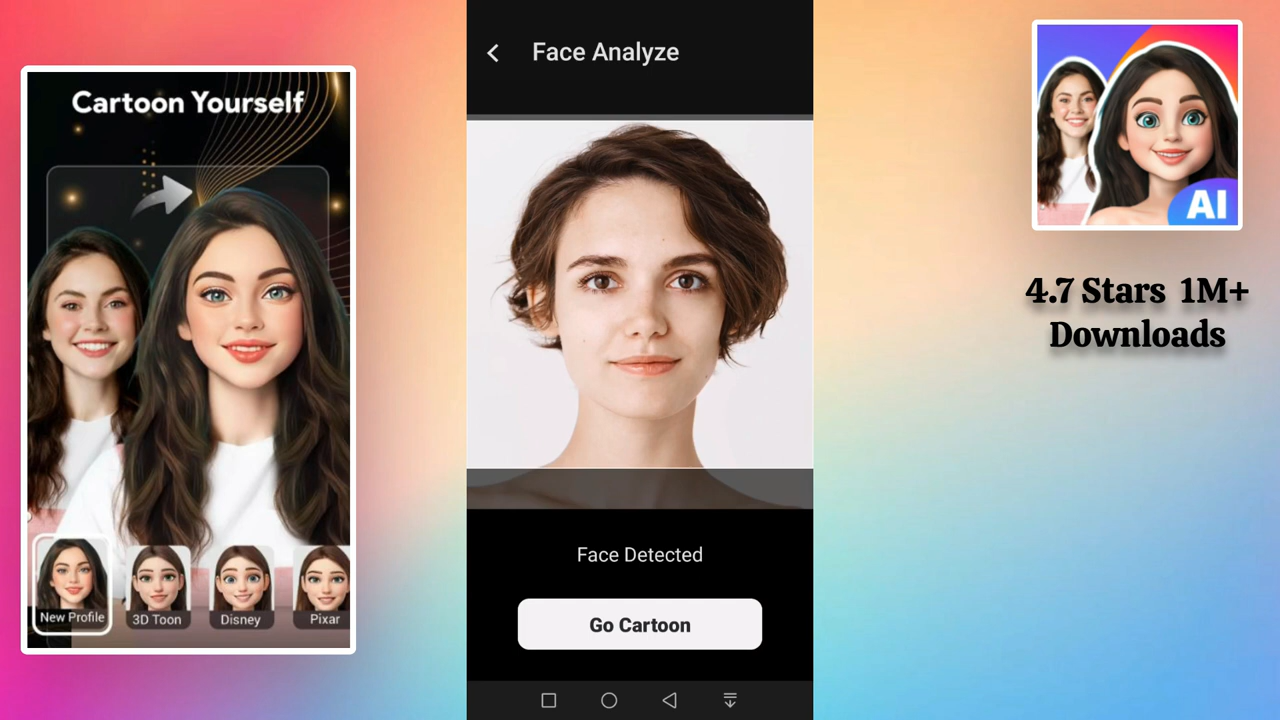 Cartoon Yourself
New Profile
3D Toon
Disney
Pixar
Face Analyze
Face Detected
Go Cartoon
AI
4.7 Stars 1M+
Downloads